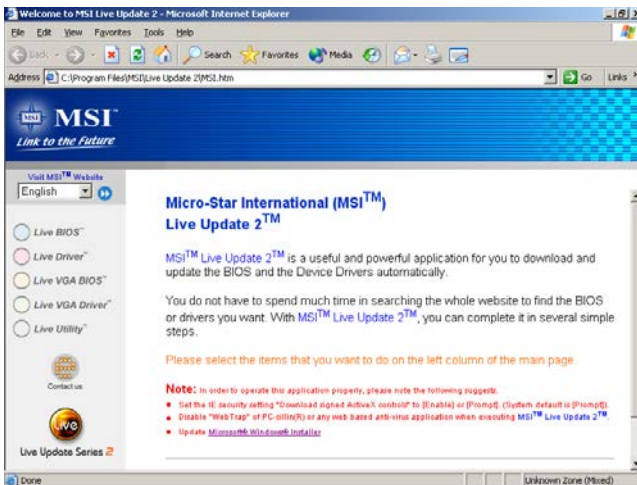 Welcome to MSI Live Update 2 - Microsoft Internet Explorer
File Edit View Favorites Tools Help
Back Search Favorites Media
Address C:\Program Files\MSI\Live Update 2\MSI.htm Go Links »
MSI
MSI™
Link to the Future
Visit MSI™ Website
English
Live BIOS™
Live Driver™
Live VGA BIOS™
Live VGA Driver™
Live Utility™
Contact us
Live
Live Update Series 2
Micro-Star International (MSI™)
Live Update 2™
MSI™ Live Update 2™ is a useful and powerful application for you to download and
update the BIOS and the Device Drivers automatically.
You do not have to spend much time in searching the whole website to find the BIOS
or drivers you want. With MSI™ Live Update 2™, you can complete it in several simple
steps.
Please select the items that you want to do on the left column of the main page.
Note: In order to operate this application properly, please note the following suggests.
Set the IE security setting "Download signed ActiveX controls" to [Enable] or [Prompt]. (System default is [Prompt]).
Disable "WebTrap" of PC-cillin(R) or any web based anti-virus application when executing MSI™ Live Update 2™.
Update Microsoft® Windows® Installer
Done Unknown Zone (Mixed)